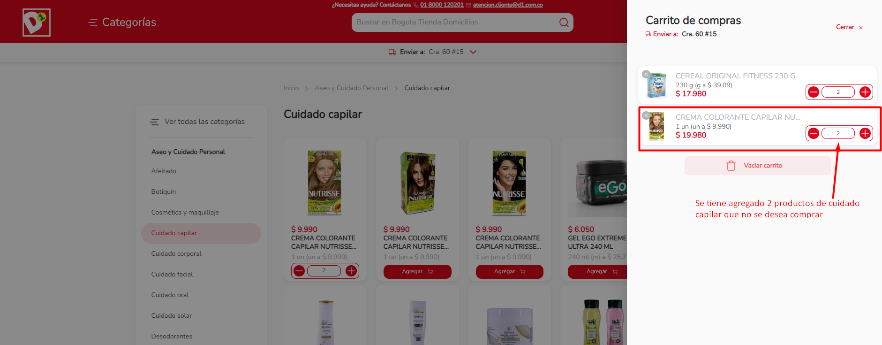 ¿Necesitas ayuda? Contáctanos 01 8000 1120201 atencion.cliente@d1.com.co
Categorías
Buscar en Bogota Tienda Domicilios
Enviar a: Cra. 60 #15
Inicio > Aseo y Cuidado Personal > Cuidado capilar
Ver todas las categorías
Aseo y Cuidado Personal
Afeitado
Botiquín
Cosmética y maquillaje
Cuidado capilar
Cuidado corporal
Cuidado facial
Cuidado oral
Cuidado solar
Desodorantes
Cuidado capilar
$ 9.990
CREMA COLORANTE
CAPILAR NUTRISSE...
1 un (un a $ 9.990)
2
$ 9.990
CREMA COLORANTE
CAPILAR NUTRISSE...
1 un (un a $ 9.990)
Agregar
$ 9.990
CREMA COLORANTE
CAPILAR NUTRISSE...
1 un (un a $ 9.990)
Agregar
eGo
$ 6.050
GEL EGO EXTREME
ULTRA 240 ML
240 ml (ml a $ 25,2
Agregar
Carrito de compras
Enviar a: Cra. 60 #15
Cerrar ×
CEREAL ORIGINAL FITNESS 230 G
230 g (g a $ 39,09)
$ 17.980
2
CREMA COLORANTE CAPILAR NU...
1 un (un a $ 9.990)
$ 19.980
2
Vaciar carrito
Se tiene agregado 2 productos de cuidado
capilar que no se desea comprar